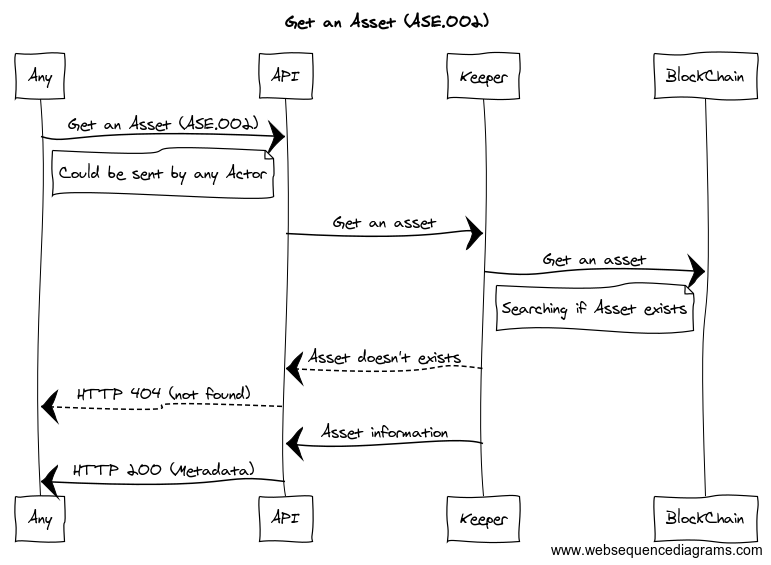 Get an Asset (ASE.002)
Any
API
Keeper
BlockChain
Get an Asset (ASE.002)
Could be sent by any Actor
Get an asset
Get an asset
Searching if Asset exists
Asset doesn't exists
HTTP 404 (not found)
Asset information
HTTP 200 (Metadata)
Any
API
Keeper
BlockChain
www.websequencediagrams.com